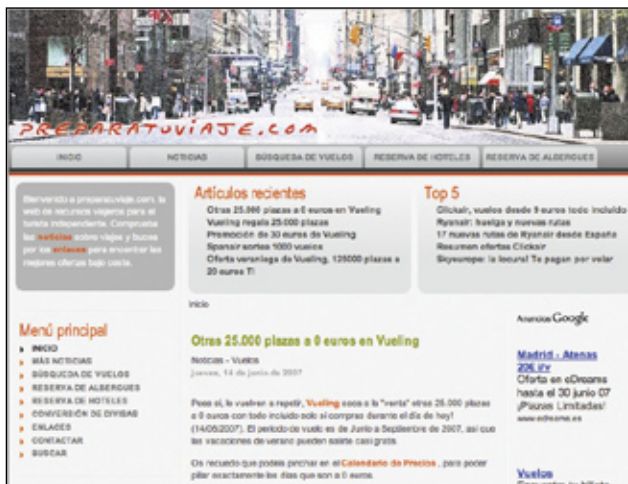 PREPARATUVIAJE.COM
INICIO
NOTICIAS
BÚSQUEDA DE VUELOS
RESERVA DE HOTELES
RESERVA DE ALBERGUES
Bienvenido a preparatuviaje.com, la
web de recursos viajeros para el
turista independiente. Comprueba
las noticias sobre viajes y bucea
por los enlaces para encontrar las
mejores ofertas bajo coste.
Artículos recientes
Otras 25.000 plazas a 0 euros en Vueling
Vueling regala 25.000 plazas
Promoción de 30 euros de Vueling
Spanair sortea 1000 vuelos
Oferta veraniega de Vueling, 125000 plazas a
20 euros TI
Top 5
Clickair, vuelos desde 9 euros todo incluido
Ryanair: huelga y nuevas rutas
17 nuevas rutas de Ryanair desde España
Resumen ofertas Clickair
Skyeurope: la locura! Te pagan por volar
Inicio
Menú principal
INICIO
MÁS NOTICIAS
BÚSQUEDA DE VUELOS
RESERVA DE ALBERGUES
RESERVA DE HOTELES
CONVERSIÓN DE DIVISAS
ENLACES
CONTACTAR
BUSCAR
Otras 25.000 plazas a 0 euros en Vueling
Noticias - Vuelos
jueves, 14 de junio de 2007
Pues sí, lo vuelven a repetir, Vueling saca a la "venta" otras 25.000 plazas
a 0 euros con todo incluido solo si compras durante el día de hoy!
(14/06/2007). El periodo de vuelo es de Junio a Septiembre de 2007, así que
las vacaciones de verano pueden salirte casi gratis.
Os recuerdo que podéis pinchar en el Calendario de Precios , para poder
pillar exactamente los días que son a 0 euros.
Anuncios Google
Madrid - Atenas
20€ i/v
Oferta en eDreams
hasta el 30 junio 07
¡Plazas Limitadas!
www.edreams.es
Vuelos